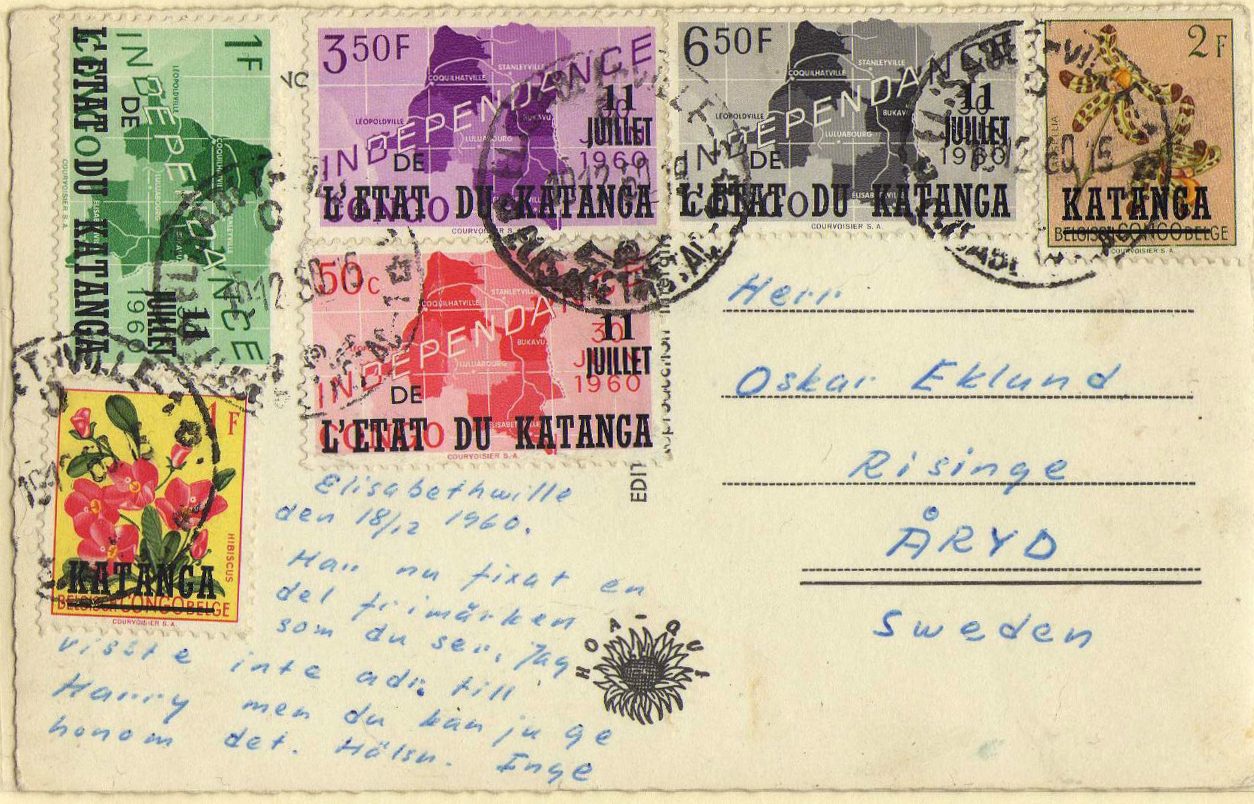 1F
INDEPENDANCE
L'ETAT DU KATANGA
DE
11
JUILLET
1960
LÉOPOLDVILLE
COQUILHATVILLE
STANLEYVILLE
COURVOISIER S.A.
VC
3,50F
INDEPENDANCE
COQUILHATVILLE
STANLEYVILLE
LÉOPOLDVILLE
LULUABOURG
BUKAVU
11
JUILLET
1960
DE
L'ETAT DU KATANGA
CONGO
COURVOISIER S.A.
6,50F
INDEPENDANCE
COQUILHATVILLE
STANLEYVILLE
LÉOPOLDVILLE
LULUABOURG
BUKAVU
11
JUILLET
1960
DE
L'ETAT DU KATANGA
CONGO
ELISABETHVILLE
COURVOISIER S.A.
2F
KATANGA
BELGISCH CONGO BELGE
COURVOISIER S.A.
50c
INDEPENDANCE
COQUILHATVILLE
BUKAVU
LULUABOURG
11
30
JUILLET
1960
DE
L'ETAT DU KATANGA
CONGO
ELISABETHVILLE
COURVOISIER S.A.
1F
HIBISCUS
KATANGA
BELGISCH CONGO BELGE
COURVOISIER S.A.
Elisabethwille
den 18/12 1960.
Har nu fixat en
del frimärken
som du ser, Jag
visste inte adr. till
Harry men du kan ju ge
honom det. Hälsn. Inge
HOA-QUI
Herr
Oskar Eklund
Risinge
ÅRYD
Sweden